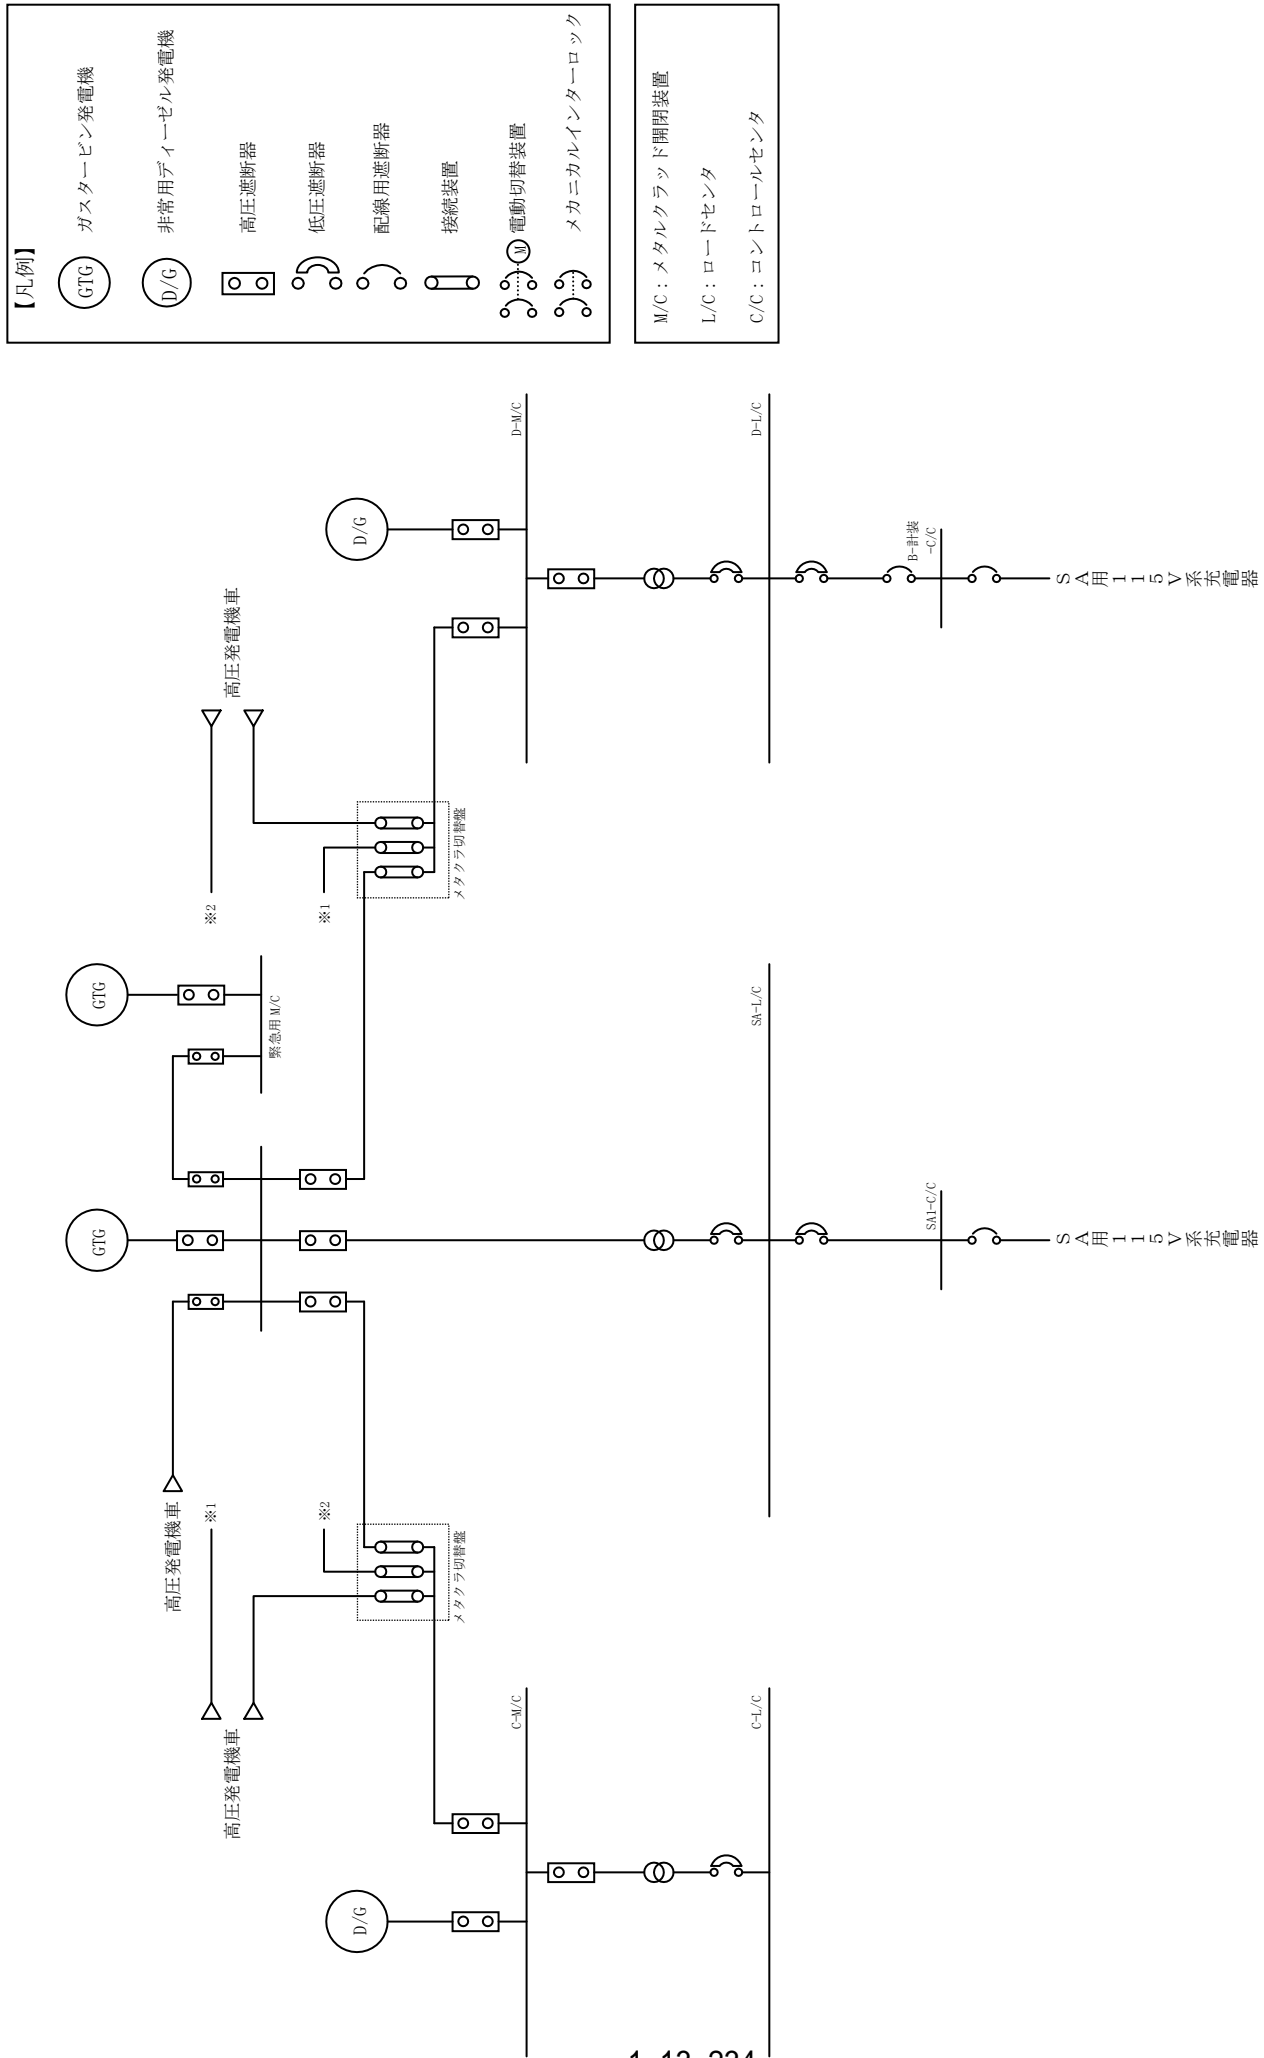 【凡例】
GTG ガスタービン発電機
D/G 非常用ディーゼル発電機
高圧遮断器
低圧遮断器
配線用遮断器
接続装置
M 電動切替装置
メカニカルインターロック
M/C：メタルクラッド開閉装置
L/C：ロードセンタ
C/C：コントロールセンタ
高圧発電機車
高圧発電機車
※1
※2
メタクラ切替盤
D/G
C-M/C
C-L/C
GTG
GTG
緊急用 M/C
SA-L/C
SA1-C/C
SA用115V系充電器
高圧発電機車
※2
※1
メタクラ切替盤
D/G
D-M/C
D-L/C
B-計装
-C/C
SA用115V系充電器